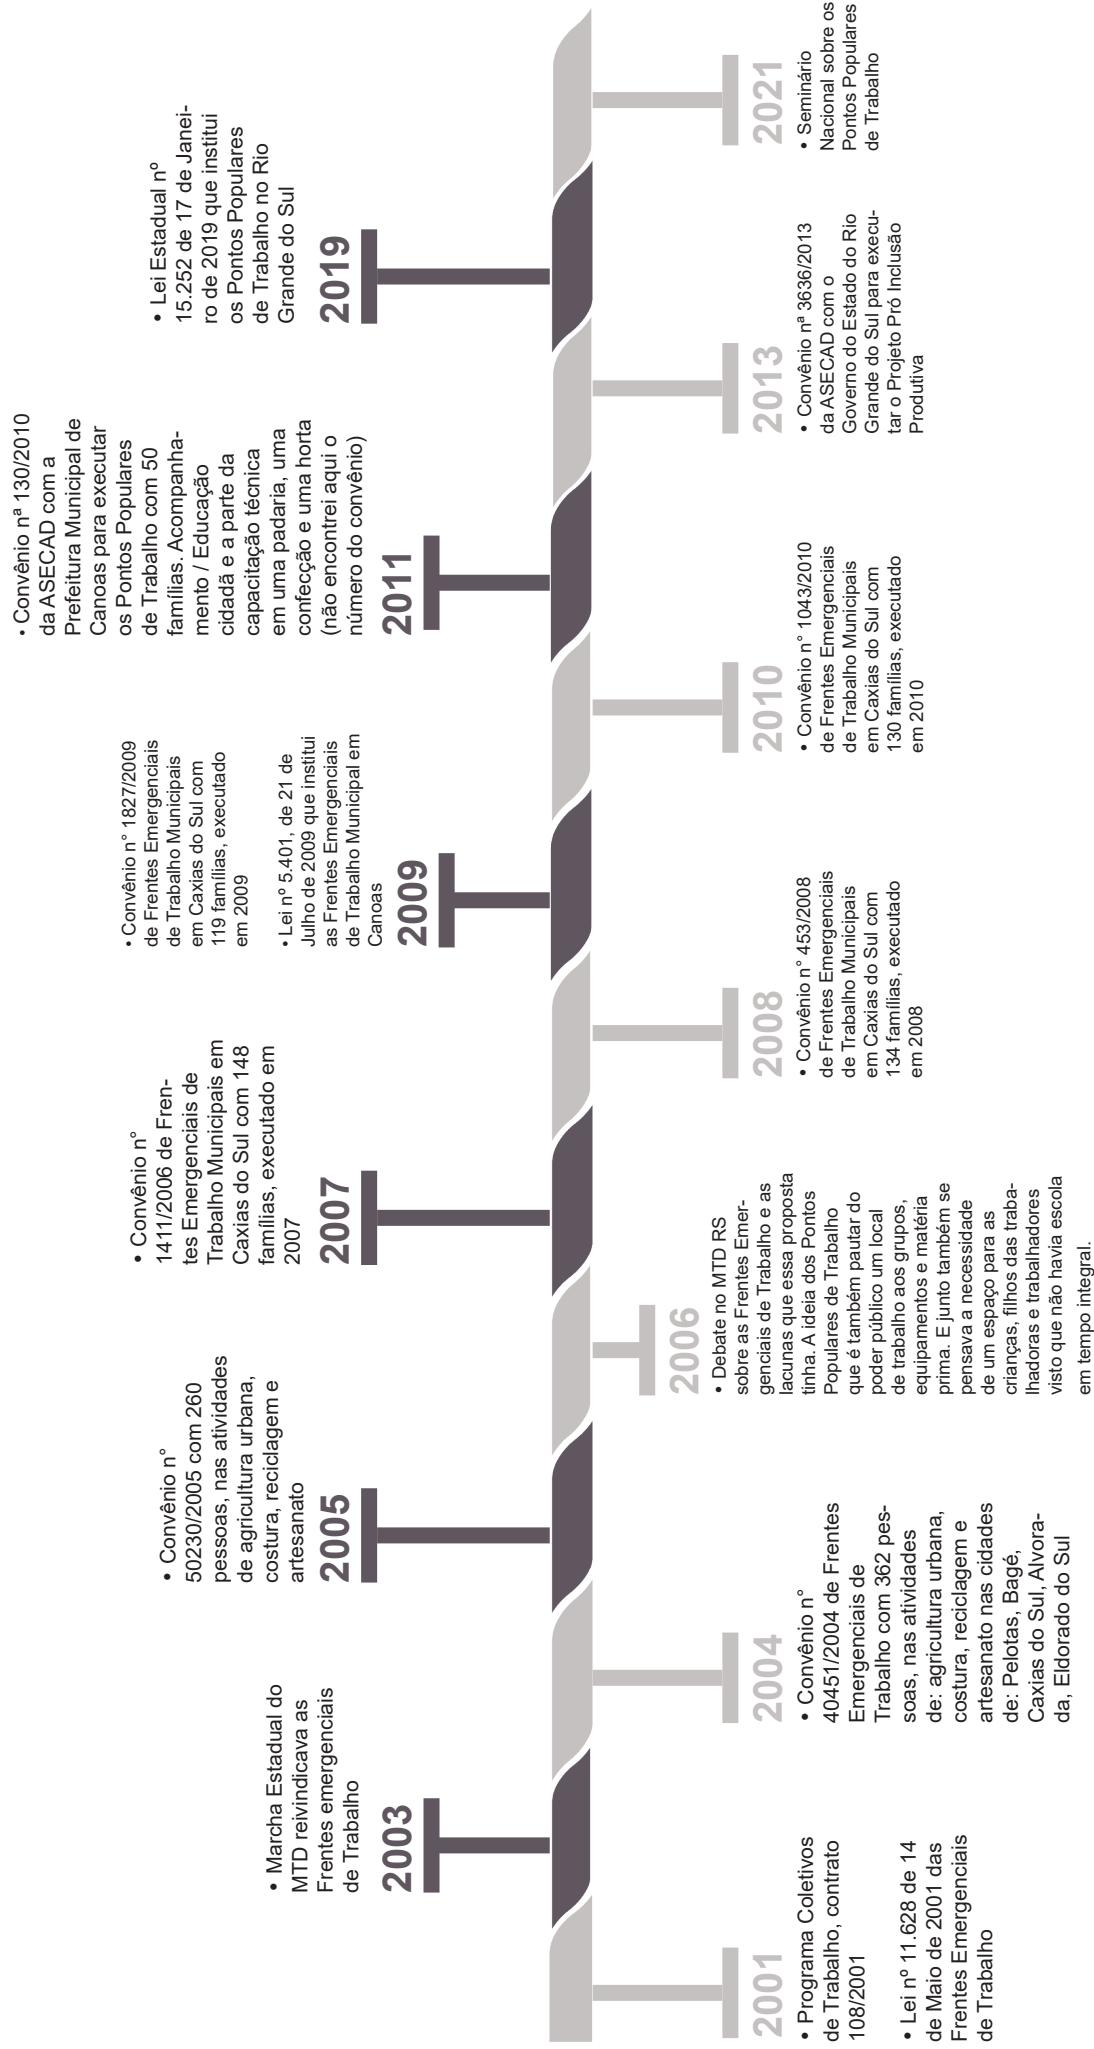 2001
• Programa Coletivos
de Trabalho, contrato
108/2001
• Lei nº 11.628 de 14
de Maio de 2001 das
Frentes Emergenciais
de Trabalho
• Marcha Estadual do
MTD reivindicava as
Frentes emergenciais
de Trabalho
2003
2004
• Convênio n°
40451/2004 de Frentes
Emergenciais de
Trabalho com 362 pes-
soas, nas atividades
de: agricultura urbana,
costura, reciclagem e
artesanato nas cidades
de: Pelotas, Bagé,
Caxias do Sul, Alvora-
da, Eldorado do Sul
• Convênio n°
50230/2005 com 260
pessoas, nas atividades
de agricultura urbana,
costura, reciclagem e
artesanato
2005
2006
• Debate no MTD RS
sobre as Frentes Emer-
genciais de Trabalho e as
lacunas que essa proposta
tinha. A ideia dos Pontos
Populares de Trabalho
que é também pautar do
poder público um local
de trabalho aos grupos,
equipamentos e matéria
prima. E junto também se
pensava a necessidade
de um espaço para as
crianças, filhos das traba-
lhadoras e trabalhadores
visto que não havia escola
em tempo integral.
• Convênio n°
1411/2006 de Fren-
tes Emergenciais de
Trabalho Municipais em
Caxias do Sul com 148
famílias, executado em
2007
2007
2008
• Convênio n° 453/2008
de Frentes Emergenciais
de Trabalho Municipais
em Caxias do Sul com
134 famílias, executado
em 2008
• Convênio n° 1827/2009
de Frentes Emergenciais
de Trabalho Municipais
em Caxias do Sul com
119 famílias, executado
em 2009
• Lei nº 5.401, de 21 de
Julho de 2009 que institui
as Frentes Emergenciais
de Trabalho Municipal em
Canoas
2009
2010
• Convênio n° 1043/2010
de Frentes Emergenciais
de Trabalho Municipais
em Caxias do Sul com
130 famílias, executado
em 2010
• Convênio nª 130/2010
da ASECAD com a
Prefeitura Municipal de
Canoas para executar
os Pontos Populares
de Trabalho com 50
famílias. Acompanha-
mento / Educação
cidadã e a parte da
capacitação técnica
em uma padaria, uma
confecção e uma horta
(não encontrei aqui o
número do convênio)
2011
2013
• Convênio nª 3636/2013
da ASECAD com o
Governo do Estado do Rio
Grande do Sul para execu-
tar o Projeto Pró Inclusão
Produtiva
• Lei Estadual nº
15.252 de 17 de Janei-
ro de 2019 que institui
os Pontos Populares
de Trabalho no Rio
Grande do Sul
2019
2021
• Seminário
Nacional sobre os
Pontos Populares
de Trabalho